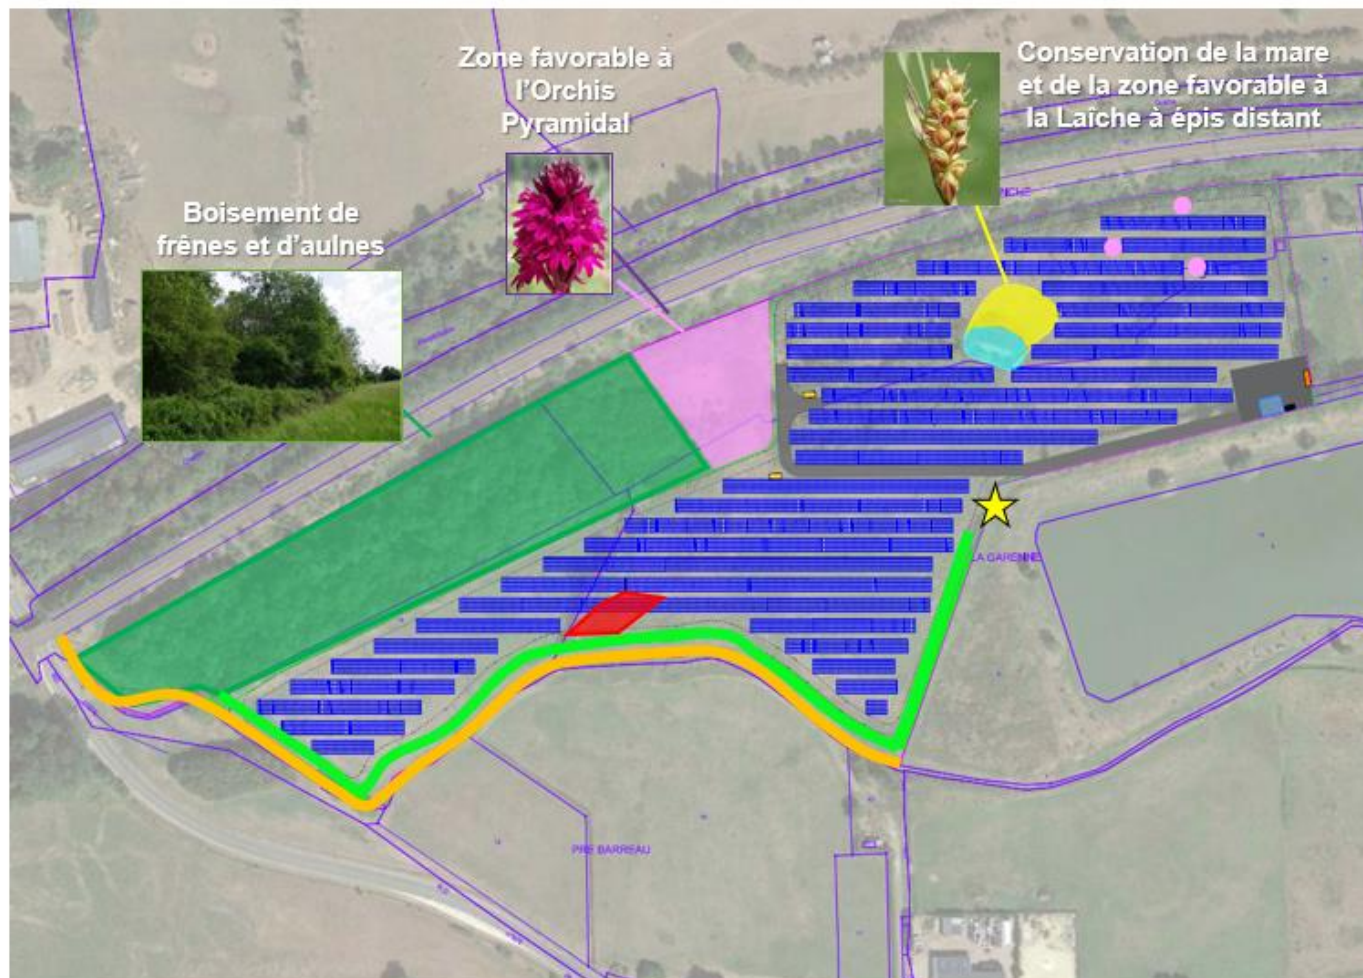 Zone favorable à
l'Orchis
Pyramidal
Conservation de la mare
et de la zone favorable à
la Laîche à épis distant
Boisement de
frênes et d'aulnes
LA GARENNE
PRE BARREAU